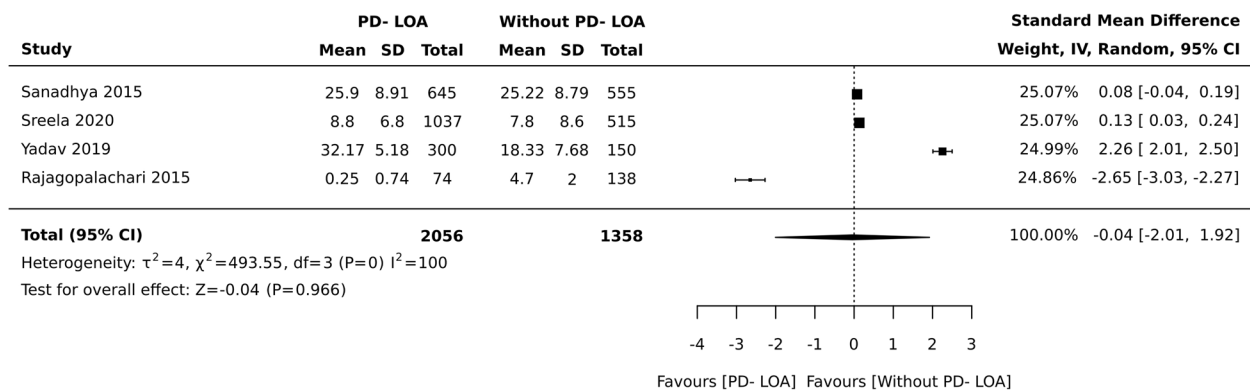 PD- LOA Without PD- LOA Standard Mean Difference
Study Mean SD Total Mean SD Total Weight, IV, Random, 95% CI
Sanadhya 2015 25.9 8.91 645 25.22 8.79 555 25.07% 0.08 [-0.04, 0.19]
Sreela 2020 8.8 6.8 1037 7.8 8.6 515 25.07% 0.13 [ 0.03, 0.24]
Yadav 2019 32.17 5.18 300 18.33 7.68 150 24.99% 2.26 [ 2.01, 2.50]
Rajagopalachari 2015 0.25 0.74 74 4.7 2 138 24.86% -2.65 [-3.03, -2.27]
Total (95% CI) 2056 1358 100.00% -0.04 [-2.01, 1.92]
Heterogeneity: τ²=4, χ²=493.55, df=3 (P=0) I²=100
Test for overall effect: Z=-0.04 (P=0.966)
-4 -3 -2 -1 0 1 2 3
Favours [PD- LOA] Favours [Without PD- LOA]